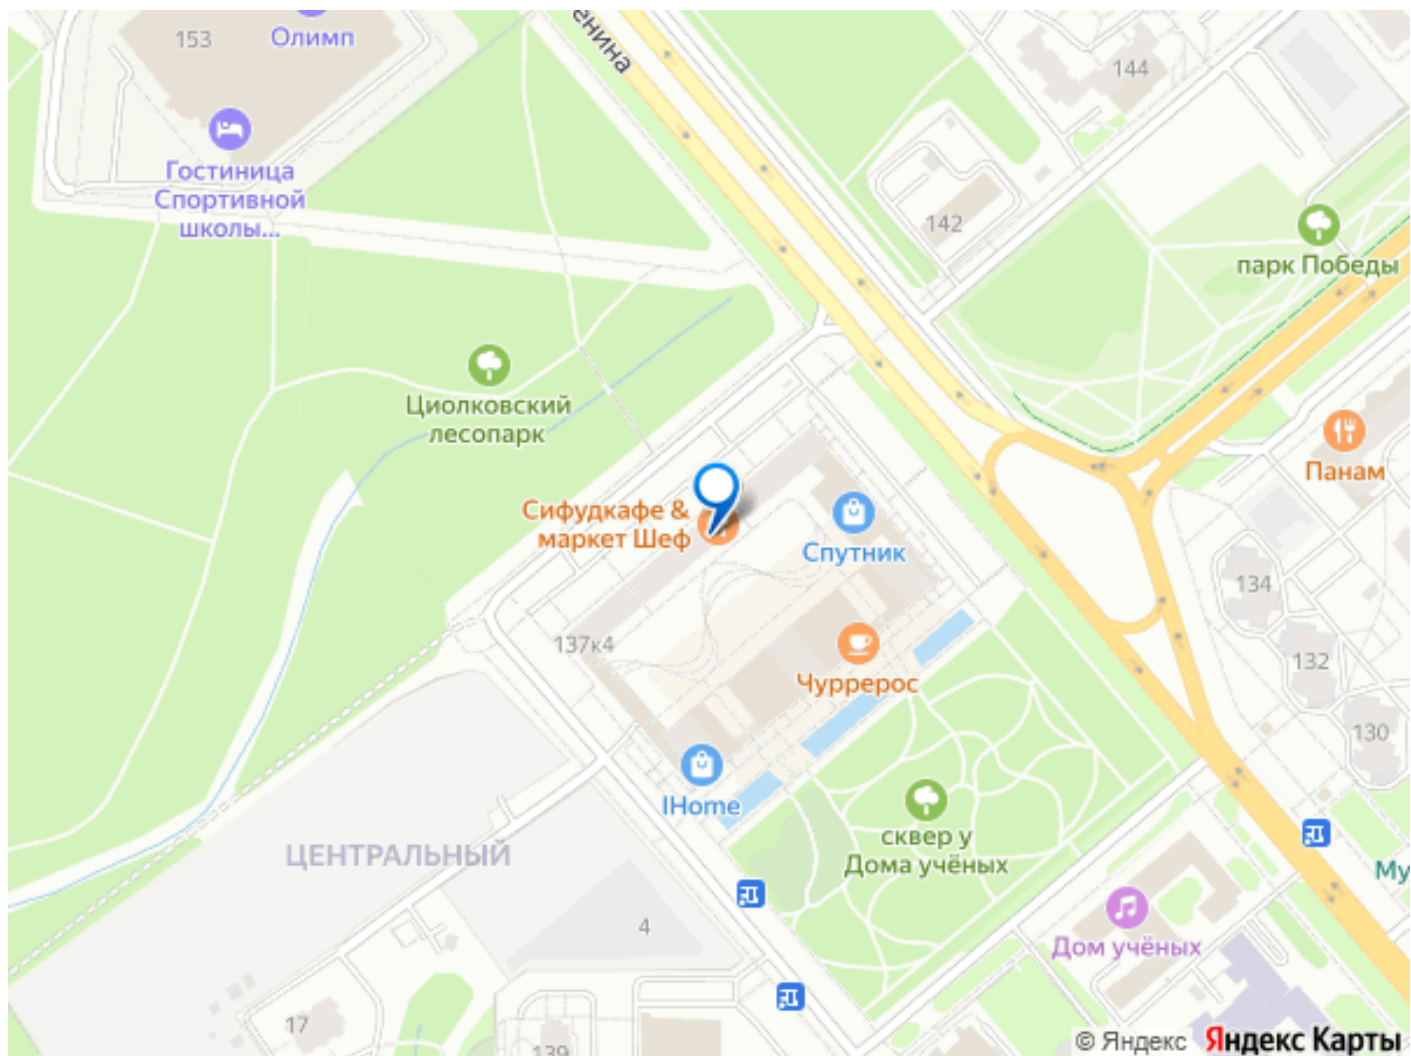 153
Олимп
енина
144
Гостиница
Спортивной
школы...
142
парк Победы
Циолковский
лесопарк
Панам
Сифудкафе &
маркет Шеф
Спутник
134
137к4
132
Чуррерос
130
IHome
ЦЕНТРАЛЬНЫЙ
сквер у
Дома учёных
Му
4
Дом учёных
17
139
© Яндекс Яндекс Карты